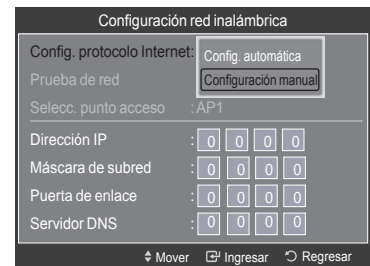 Configuración red inalámbrica
Config. protocolo Internet: Config. automática
Configuración manual
Prueba de red
Selecc. punto acceso : AP1
Dirección IP : 0 0 0 0
Máscara de subred : 0 0 0 0
Puerta de enlace : 0 0 0 0
Servidor DNS : 0 0 0 0
Mover Ingresar Regresar